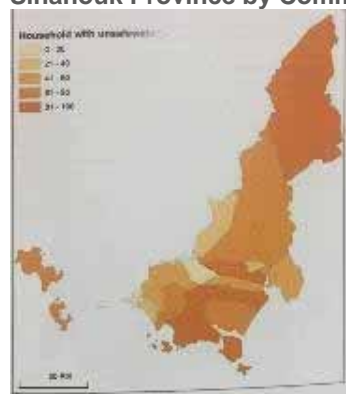 Sihanouk Province by Comm
Household with unsafe
0 - 20
21 - 40
41 - 60
61 - 80
81 - 100